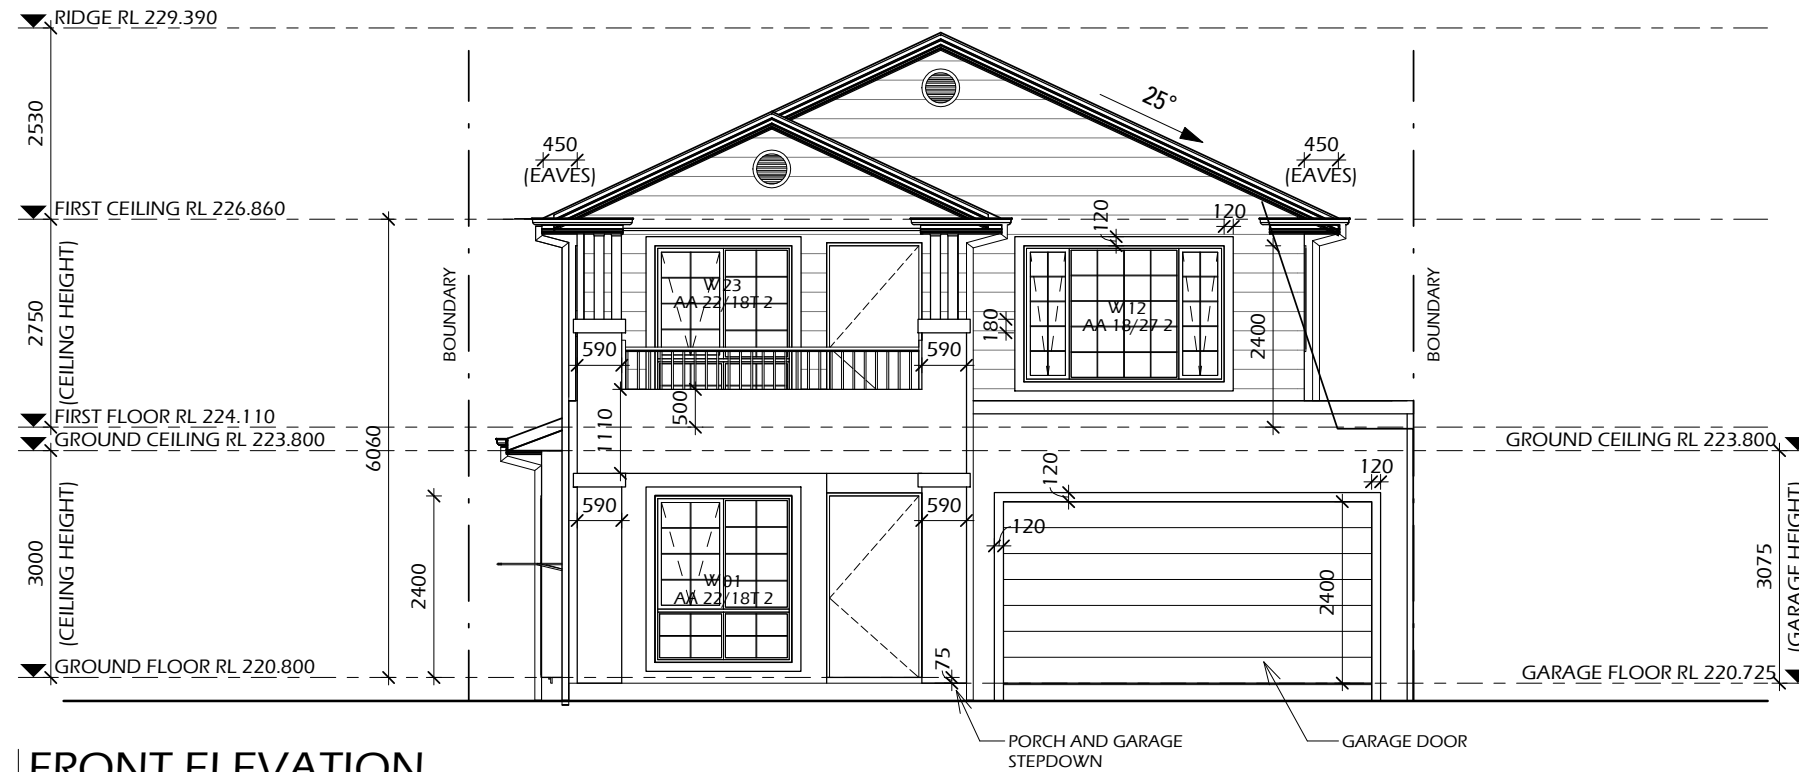 RIDGE RL 229.390
2530
25°
450
(EAVES)
450
(EAVES)
FIRST CEILING RL 226.860
120
120
2750
(CEILING HEIGHT)
BOUNDARY
BOUNDARY
W 23
AA 22/18T 2
W 12
AA 18/27 2
180
2400
590
590
FIRST FLOOR RL 224.110
500
1110
6060
GROUND CEILING RL 223.800
GROUND CEILING RL 223.800
120
120
590
590
120
3000
(CEILING HEIGHT)
2400
W 01
AA 22/18T 2
2400
3075
(GARAGE HEIGHT)
75
GROUND FLOOR RL 220.800
GARAGE FLOOR RL 220.725
PORCH AND GARAGE
STEPDOWN
GARAGE DOOR
FRONT ELEVATION